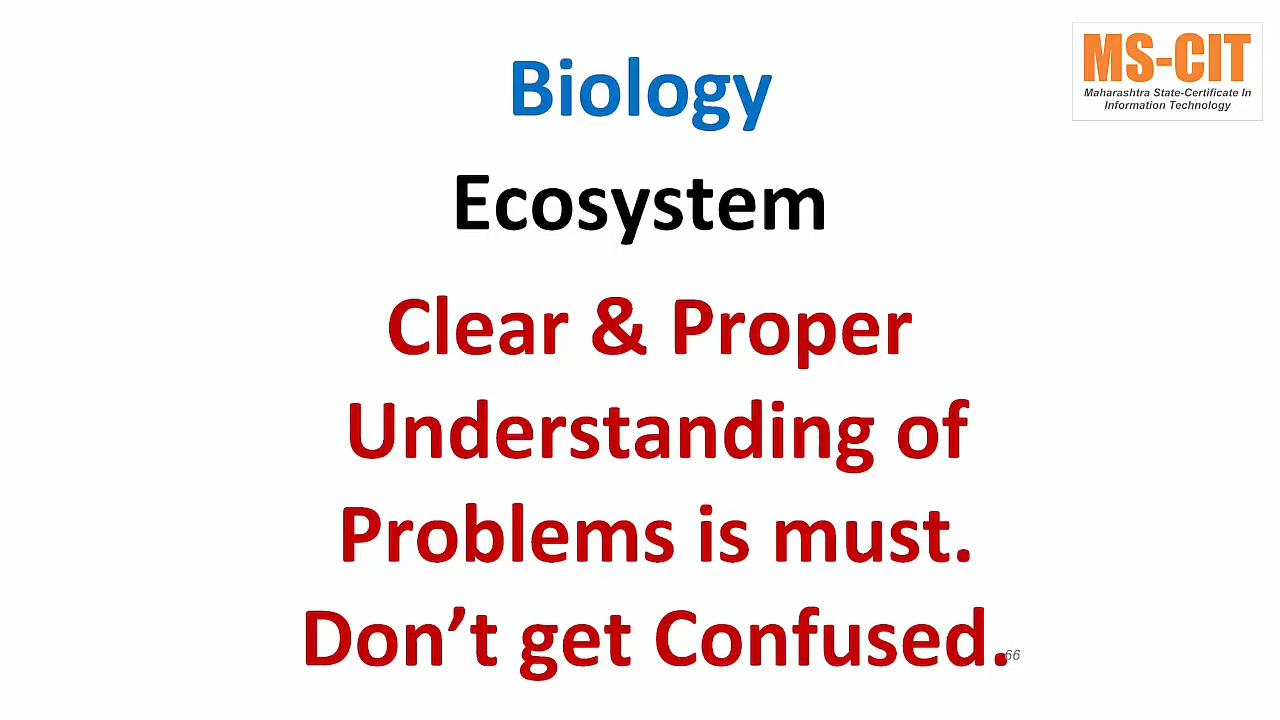 Biology
MS-CIT
Maharashtra State-Certificate In
Information Technology
Ecosystem
Clear & Proper
Understanding of
Problems is must.
Don’t get Confused.
66